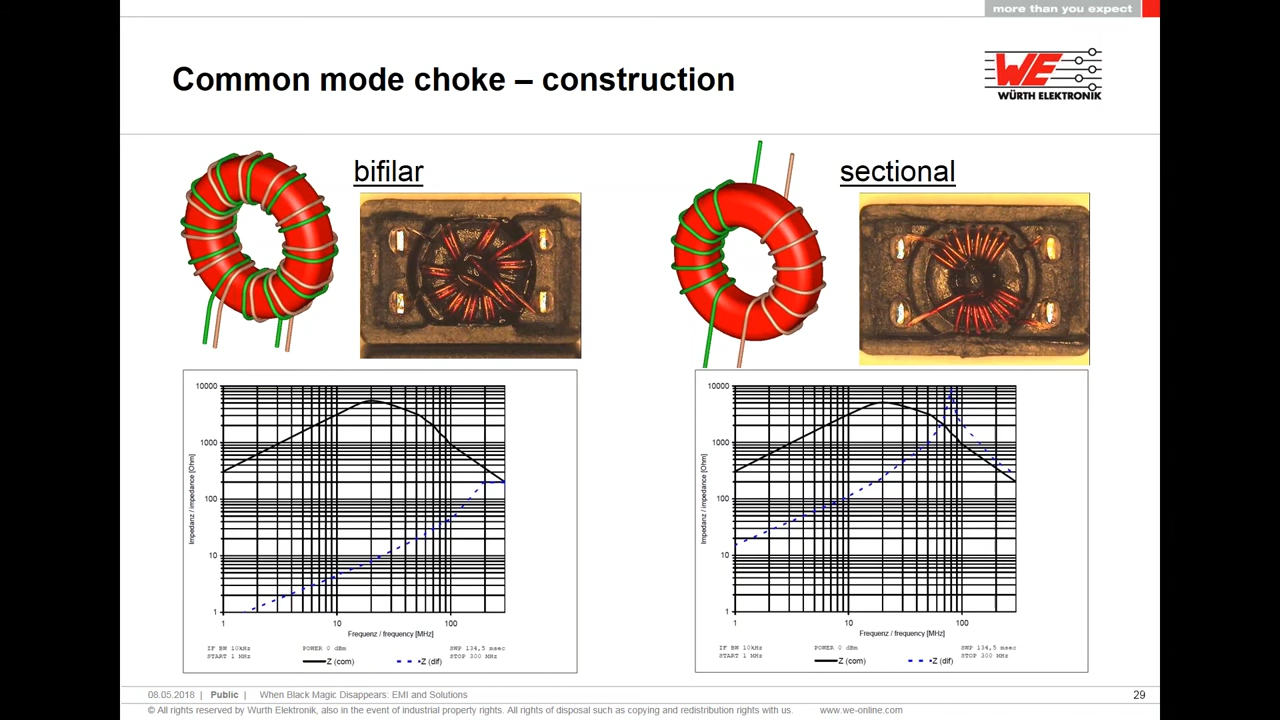 more than you expect
Common mode choke – construction
WE
WÜRTH ELEKTRONIK
bifilar
sectional
10000
1000
100
10
1
Impedanz / impedance [Ohm]
1 10 100
Frequenz / frequency [MHz]
IF BW 10kHz POWER 0 dBm SWP 134,5 msec
START 1 MHz STOP 300 MHz
Z (com) Z (dif)
10000
1000
100
10
1
Impedanz / impedance [Ohm]
1 10 100
Frequenz / frequency [MHz]
IF BW 10kHz POWER 0 dBm SWP 134,5 msec
START 1 MHz STOP 300 MHz
Z (com) Z (dif)
08.05.2018 | Public | When Black Magic Disappears: EMI and Solutions 29
© All rights reserved by Wurth Elektronik, also in the event of industrial property rights. All rights of disposal such as copying and redistribution rights with us. www.we-online.com